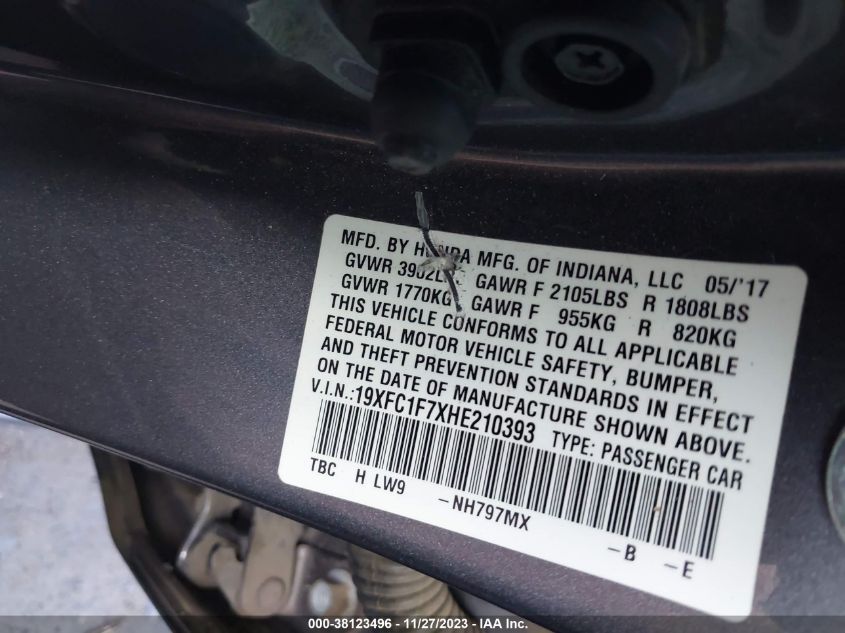 MFD. BY HONDA MFG. OF INDIANA, LLC 05/'17
GVWR 3902LBS GAWR F 2105LBS R 1808LBS
GVWR 1770KG GAWR F 955KG R 820KG
THIS VEHICLE CONFORMS TO ALL APPLICABLE
FEDERAL MOTOR VEHICLE SAFETY, BUMPER,
AND THEFT PREVENTION STANDARDS IN EFFECT
ON THE DATE OF MANUFACTURE SHOWN ABOVE.
V.I.N.:19XFC1F7XHE210393 TYPE: PASSENGER CAR
TBC H LW9 -NH797MX -B -E
000-38123496 - 11/27/2023 - IAA Inc.